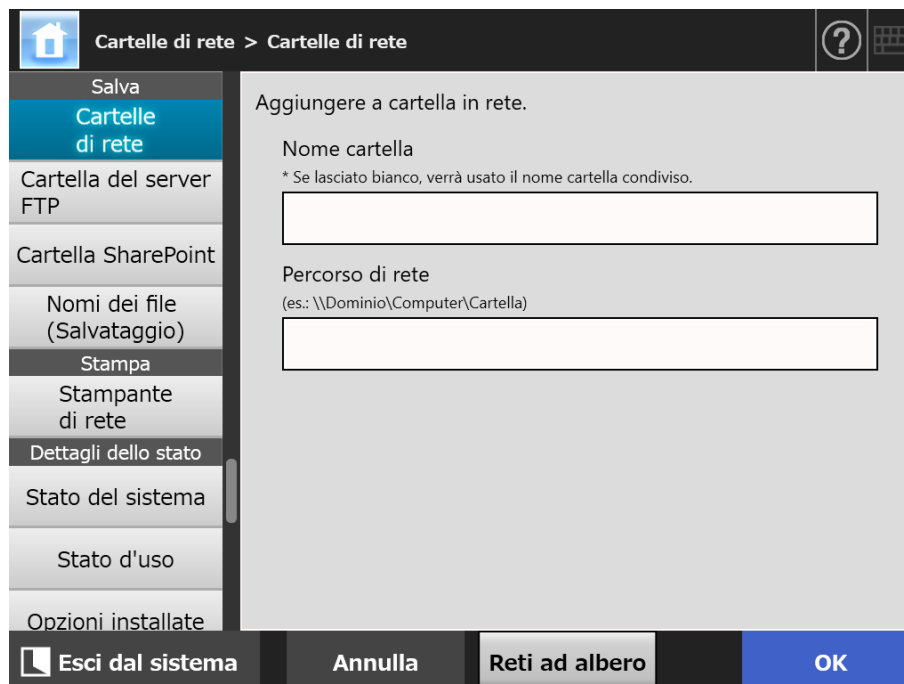 Cartelle di rete > Cartelle di rete
?
Salva
Cartelle
di rete
Cartella del server
FTP
Cartella SharePoint
Nomi dei file
(Salvataggio)
Stampa
Stampante
di rete
Dettagli dello stato
Stato del sistema
Stato d'uso
Opzioni installate
Aggiungere a cartella in rete.
Nome cartella
* Se lasciato bianco, verrà usato il nome cartella condiviso.
Percorso di rete
(es.: \\Dominio\Computer\Cartella)
Esci dal sistema
Annulla
Reti ad albero
OK